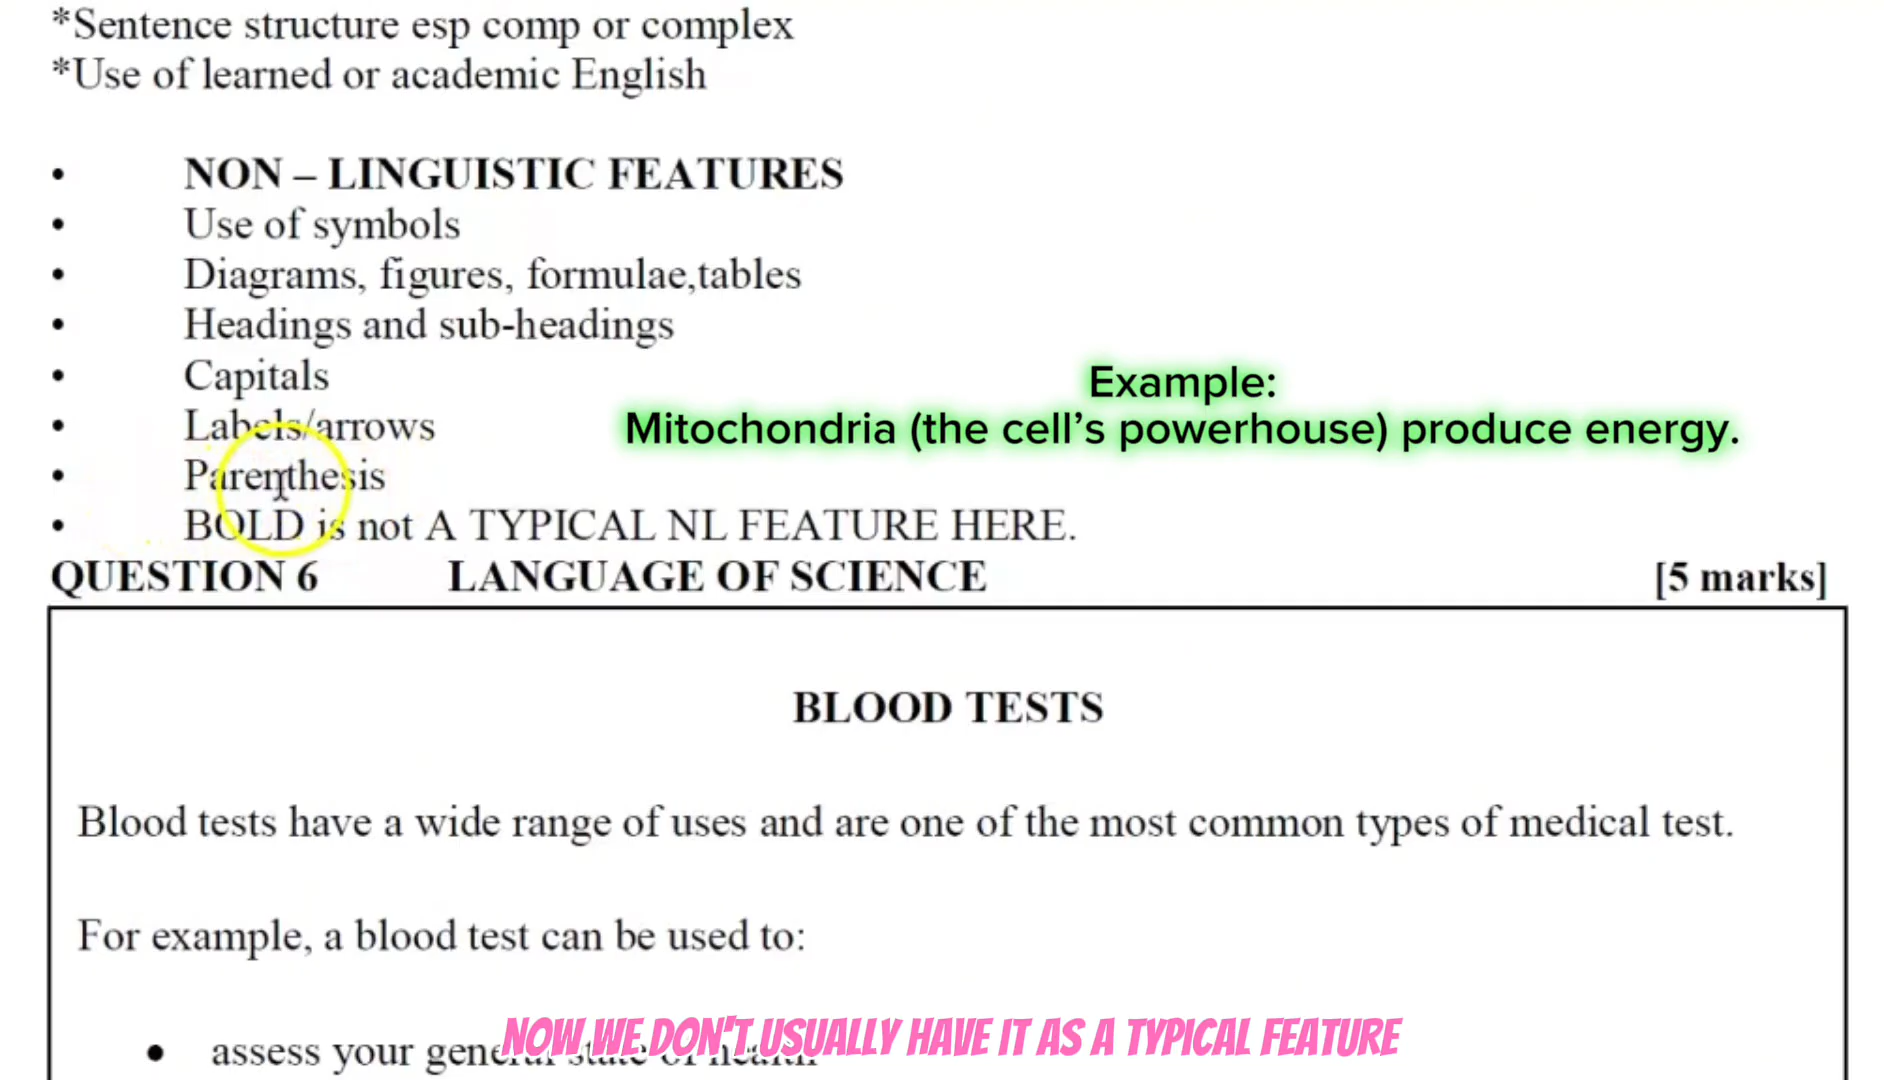 *Sentence structure esp comp or complex
*Use of learned or academic English
• NON – LINGUISTIC FEATURES
• Use of symbols
• Diagrams, figures, formulae,tables
• Headings and sub-headings
• Capitals
• Labels/arrows
• Parenthesis
• BOLD is not A TYPICAL NL FEATURE HERE.
Example:
Mitochondria (the cell’s powerhouse) produce energy.
QUESTION 6 LANGUAGE OF SCIENCE [5 marks]
BLOOD TESTS
Blood tests have a wide range of uses and are one of the most common types of medical test.
For example, a blood test can be used to:
• assess your general state of health
NOW WE DON'T USUALLY HAVE IT AS A TYPICAL FEATURE